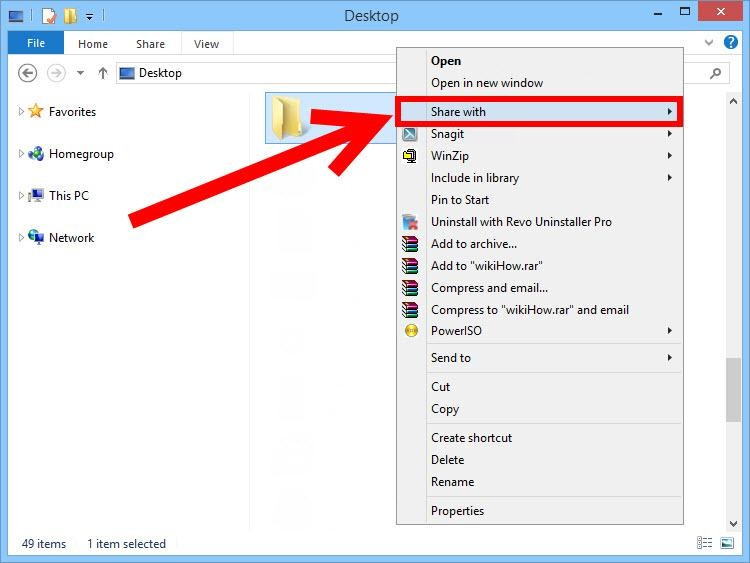 Desktop
File Home Share View
Desktop
Favorites
Homegroup
This PC
Network
Open
Open in new window
Share with
Snagit
WinZip
Include in library
Pin to Start
Uninstall with Revo Uninstaller Pro
Add to archive...
Add to "wikiHow.rar"
Compress and email...
Compress to "wikiHow.rar" and email
PowerISO
Send to
Cut
Copy
Create shortcut
Delete
Rename
Properties
49 items 1 item selected